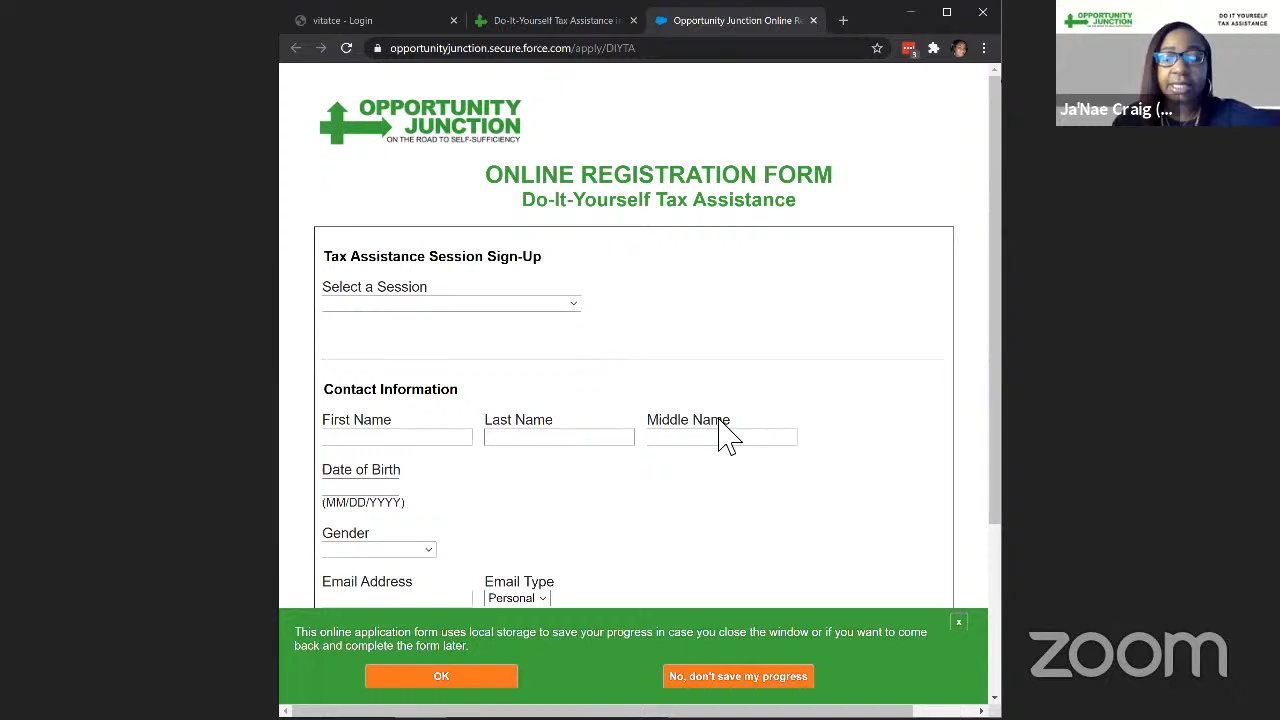 vitatce - Login
Do-It-Yourself Tax Assistance in
Opportunity Junction Online Re
opportunityjunction.secure.force.com/apply/DIYTA
3
OPPORTUNITY
JUNCTION
ON THE ROAD TO SELF-SUFFICIENCY
ONLINE REGISTRATION FORM
Do-It-Yourself Tax Assistance
Tax Assistance Session Sign-Up
Select a Session
Contact Information
First Name Last Name Middle Name
Date of Birth
(MM/DD/YYYY)
Gender
Email Address Email Type
Personal
This online application form uses local storage to save your progress in case you close the window or if you want to come
back and complete the form later.
x
OK No, don't save my progress
OPPORTUNITY
JUNCTION
DO IT YOURSELF
TAX ASSISTANCE
Ja'Nae Craig (...
zoom